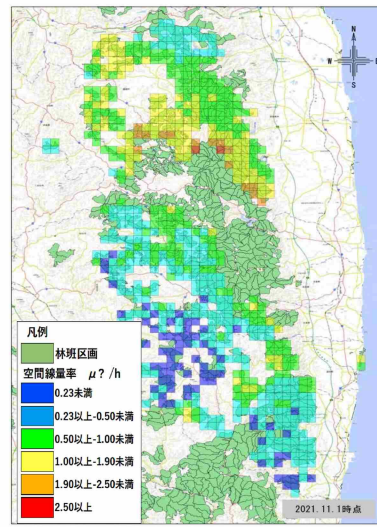 N
W
E
S
凡例
林班区画
空間線量率 μ?/h
0.23未満
0.23以上-0.50未満
0.50以上-1.00未満
1.00以上-1.90未満
1.90以上-2.50未満
2.50以上
2021.11.1時点